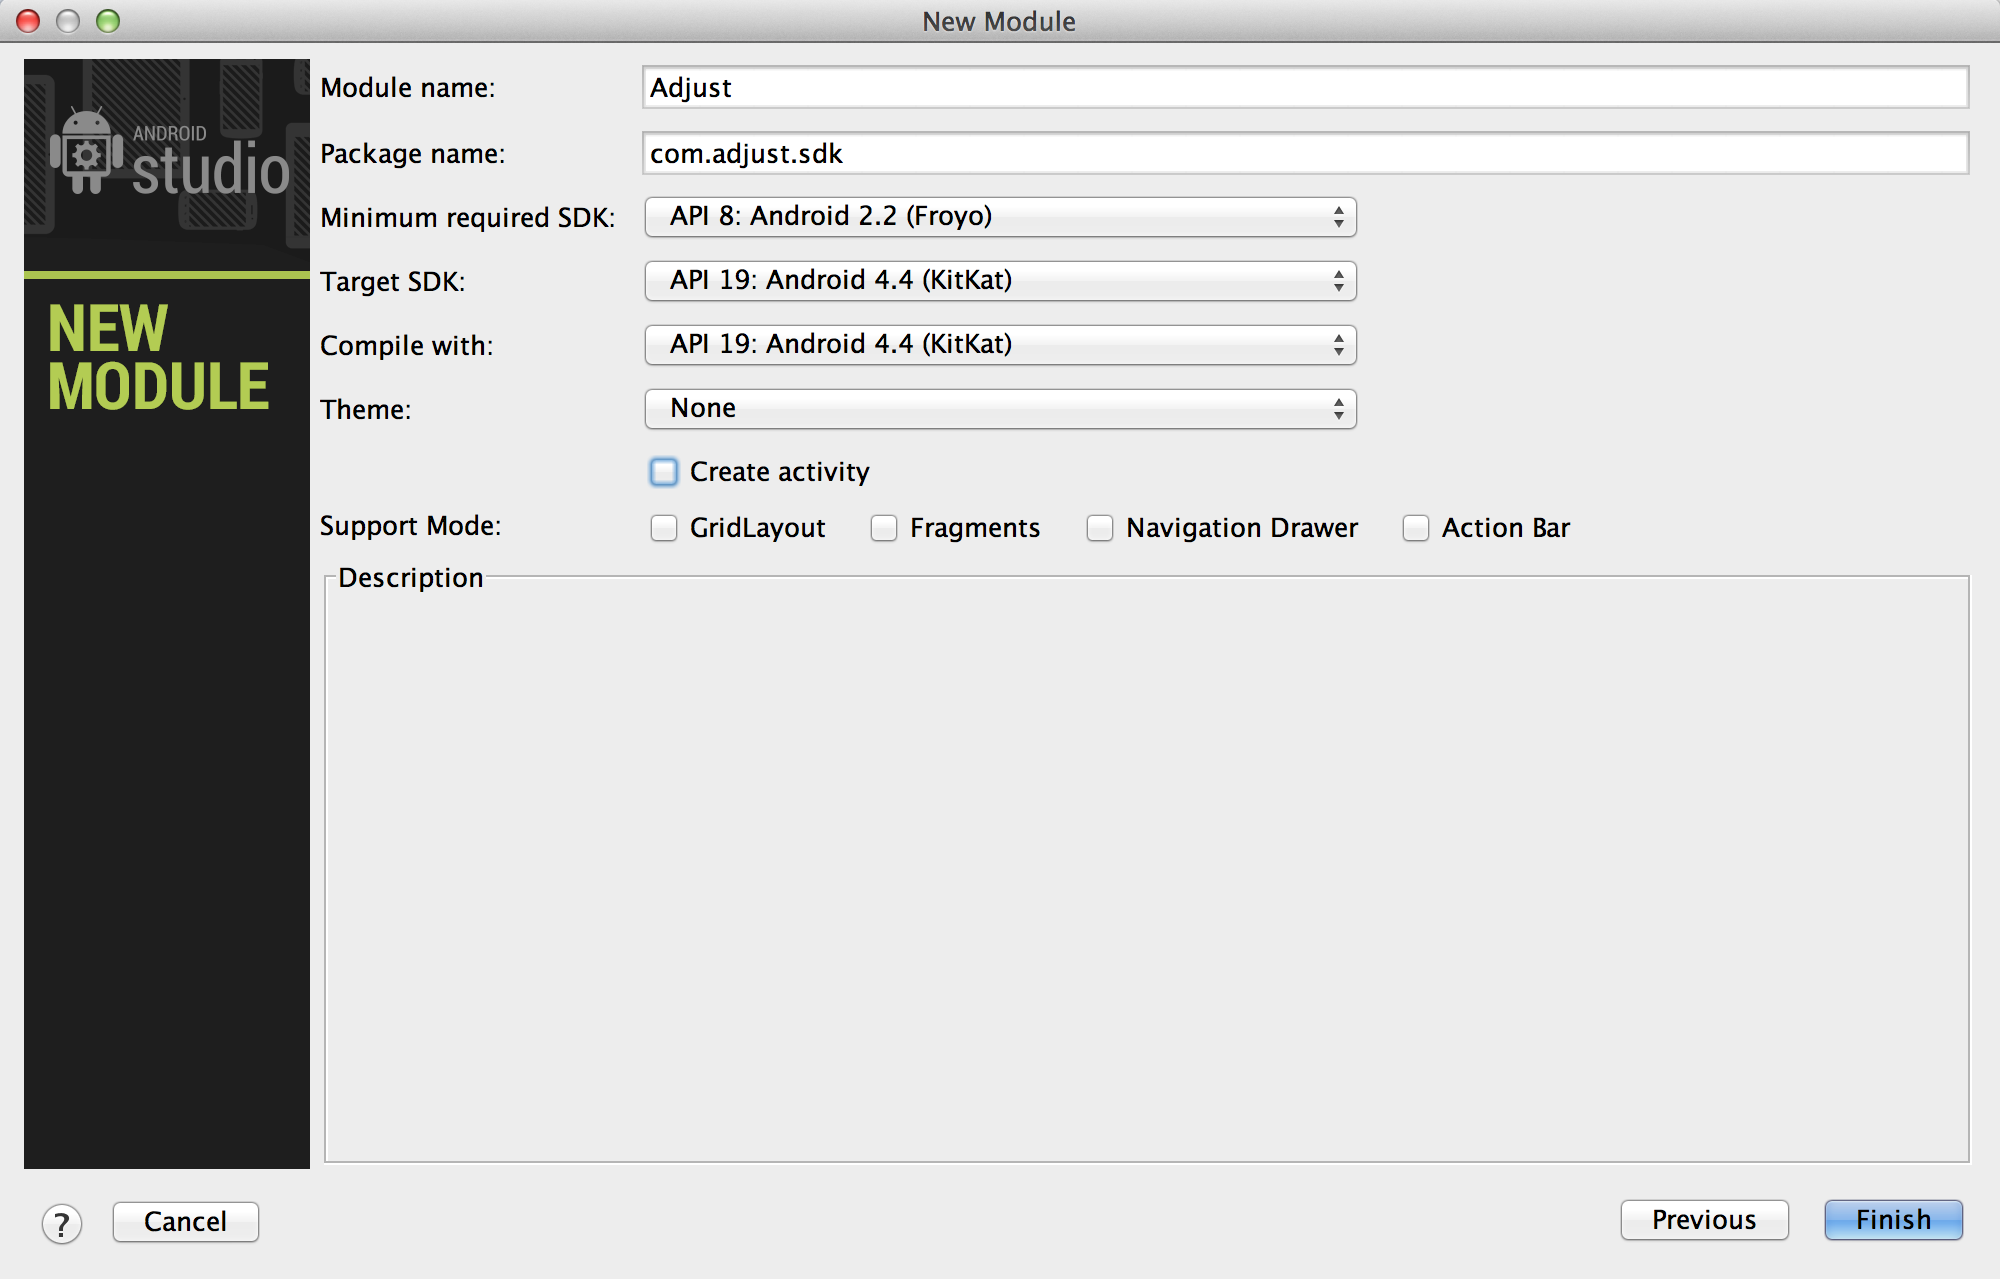 New Module
ANDROID
studio
NEW
MODULE
Module name: Adjust
Package name: com.adjust.sdk
Minimum required SDK: API 8: Android 2.2 (Froyo)
Target SDK: API 19: Android 4.4 (KitKat)
Compile with: API 19: Android 4.4 (KitKat)
Theme: None
Create activity
Support Mode: GridLayout Fragments Navigation Drawer Action Bar
Description
? Cancel Previous Finish